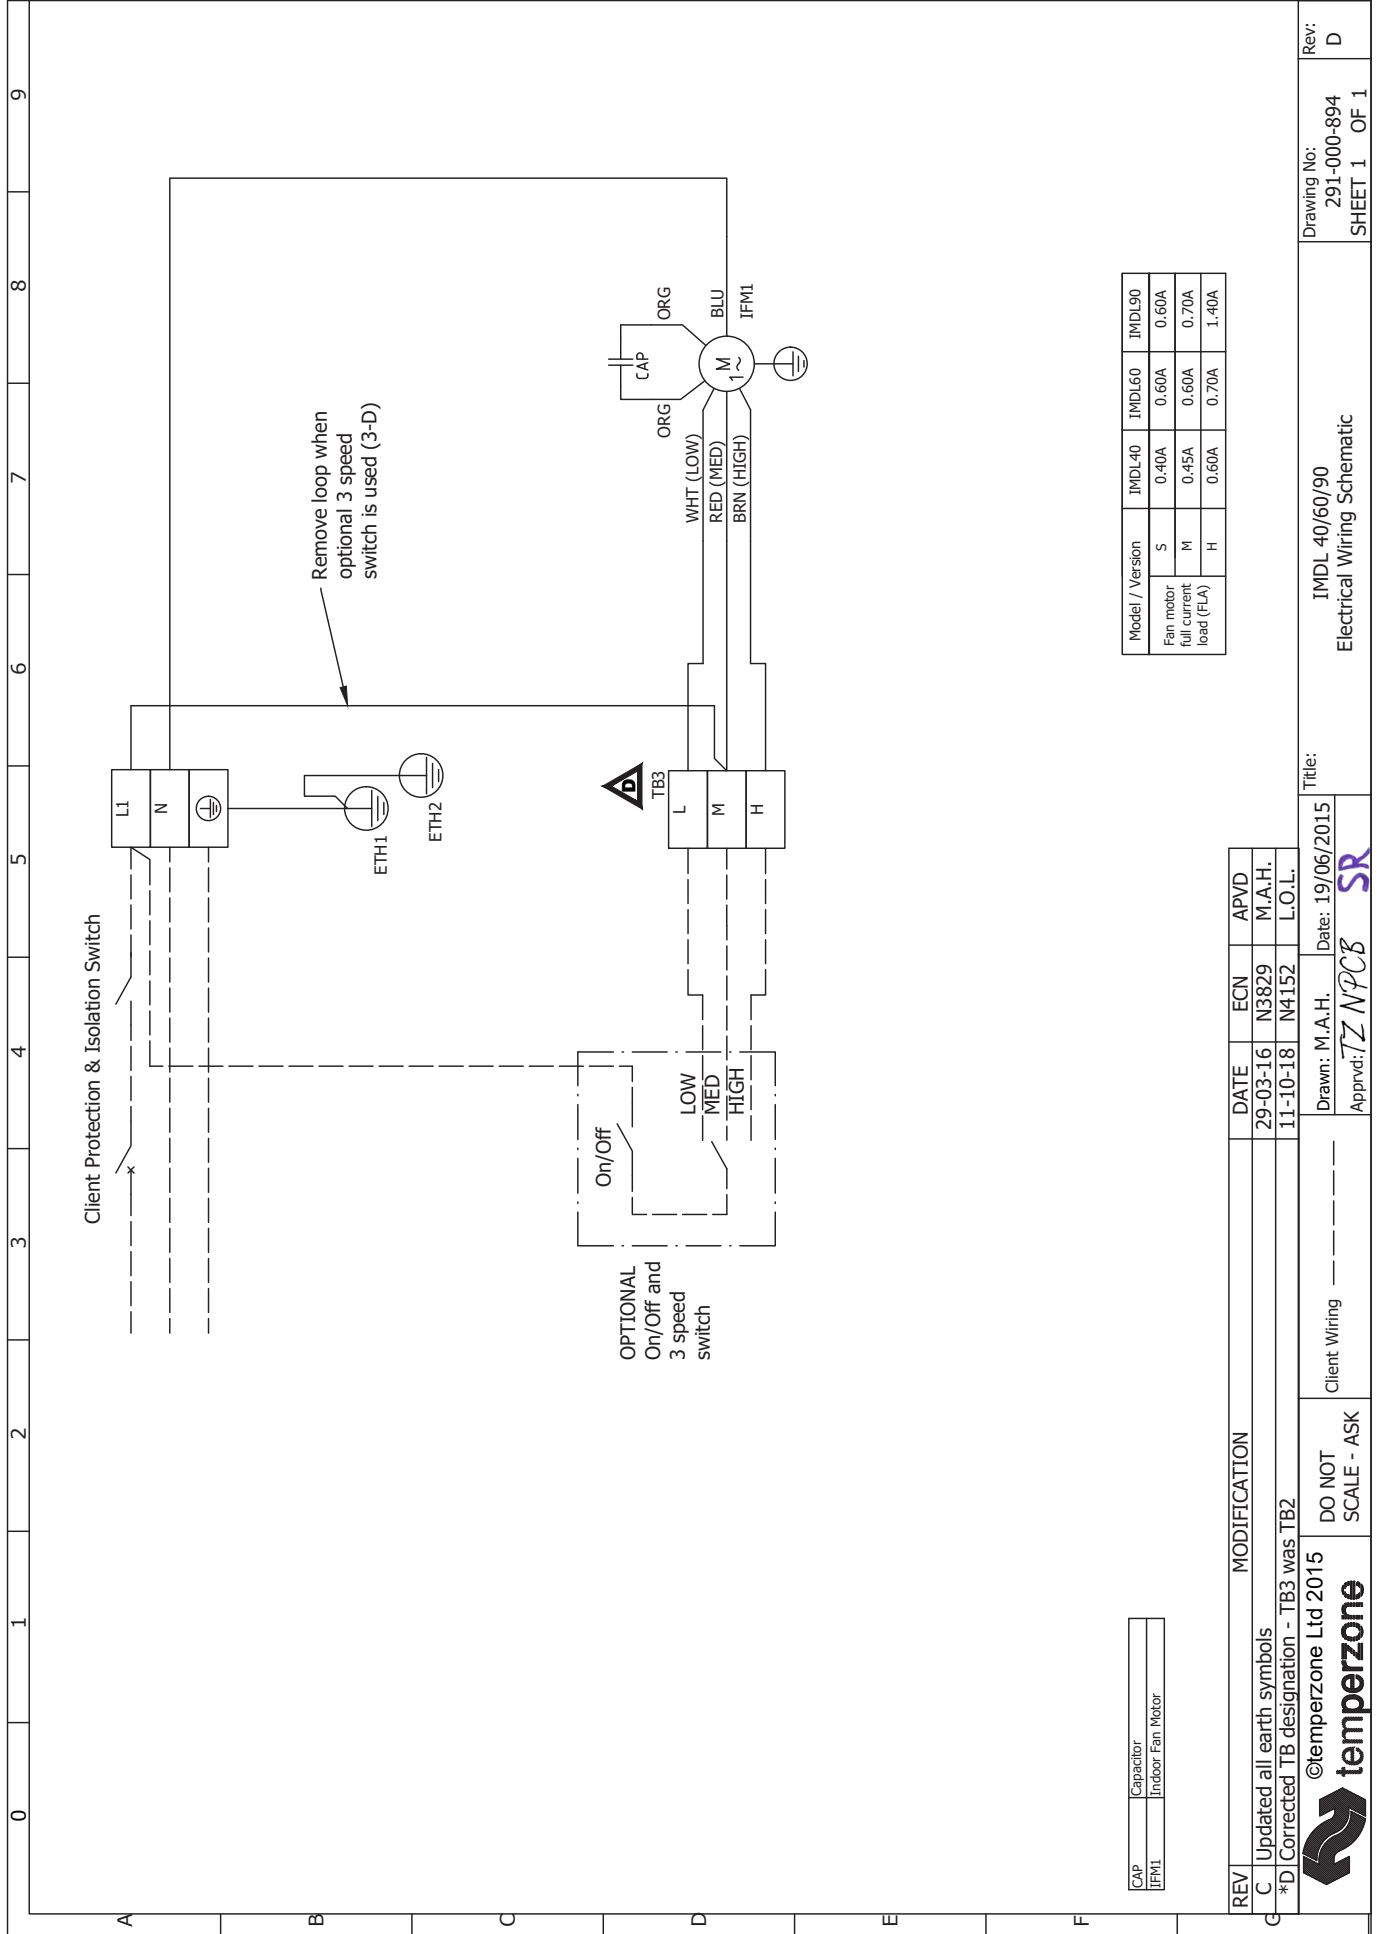 0 1 2 3 4 5 6 7 8 9
A
B
C
D
E
F
G
Client Protection & Isolation Switch
L1
N
ETH1
ETH2
Remove loop when
optional 3 speed
switch is used (3-D)
OPTIONAL
On/Off and
3 speed
switch
On/Off
LOW
MED
HIGH
D
TB3
L
M
H
WHT (LOW)
RED (MED)
BRN (HIGH)
ORG
CAP
ORG
M
1~
BLU
IFM1
CAP Capacitor
IFM1 Indoor Fan Motor
Model / Version IMDL40 IMDL60 IMDL90
Fan motor
full current
load (FLA)
S 0.40A 0.60A 0.60A
M 0.45A 0.60A 0.70A
H 0.60A 0.70A 1.40A
REV MODIFICATION DATE ECN APVD
C Updated all earth symbols 29-03-16 N3829 M.A.H.
*D Corrected TB designation - TB3 was TB2 11-10-18 N4152 L.O.L.
©temperzone Ltd 2015
temperzone
DO NOT
SCALE - ASK
Client Wiring
Drawn: M.A.H.
Date: 19/06/2015
Apprvd: TZ NPCB SR
Title:
IMDL 40/60/90
Electrical Wiring Schematic
Drawing No:
291-000-894
SHEET 1 OF 1
Rev:
D